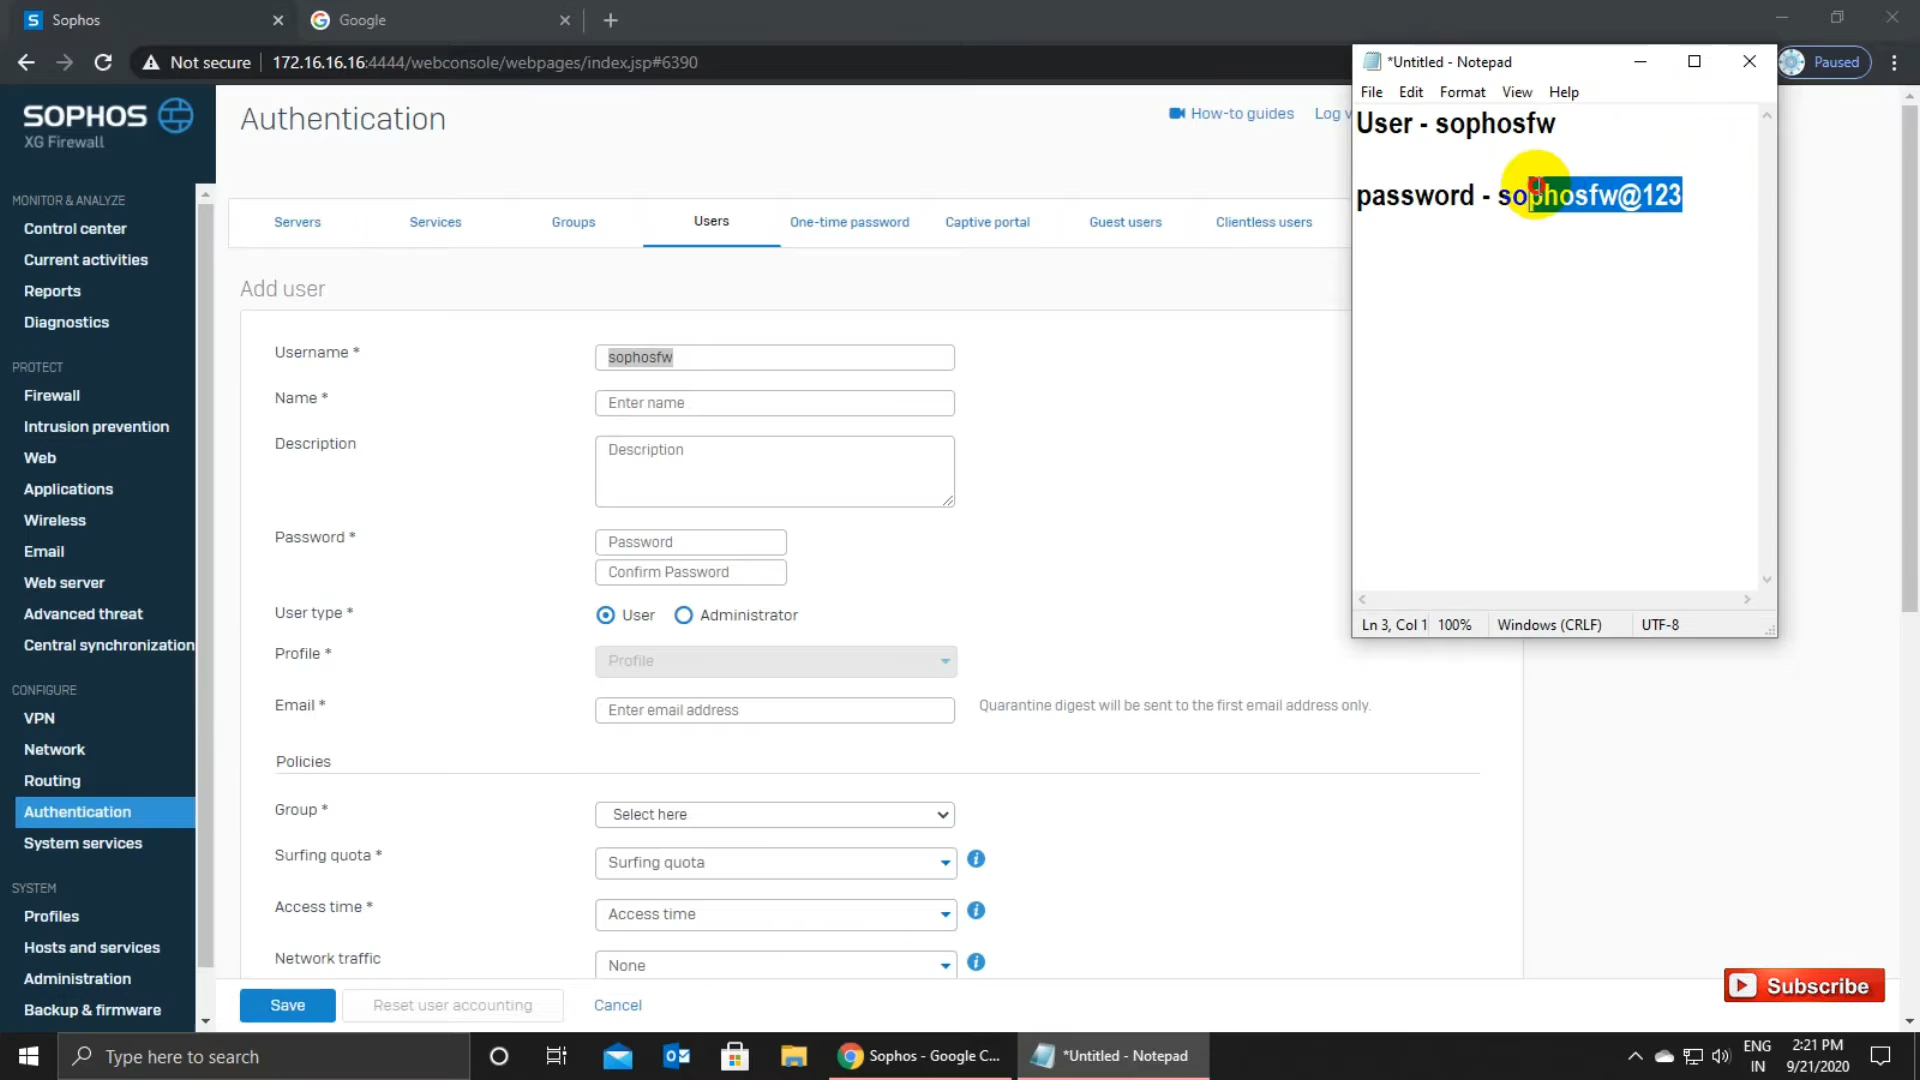 Sophos
Google
Not secure
172.16.16.16:4444/webconsole/webpages/index.jsp#6390
Paused
SOPHOS
XG Firewall
MONITOR & ANALYZE
Control center
Current activities
Reports
Diagnostics
PROTECT
Firewall
Intrusion prevention
Web
Applications
Wireless
Email
Web server
Advanced threat
Central synchronization
CONFIGURE
VPN
Network
Routing
Authentication
System services
SYSTEM
Profiles
Hosts and services
Administration
Backup & firmware
Authentication
How-to guides
Log v
Servers
Services
Groups
Users
One-time password
Captive portal
Guest users
Clientless users
Add user
Username *
sophosfw
Name *
Enter name
Description
Description
Password *
Password
Confirm Password
User type *
User
Administrator
Profile *
Profile
Email *
Enter email address
Quarantine digest will be sent to the first email address only.
Policies
Group *
Select here
Surfing quota *
Surfing quota
Access time *
Access time
Network traffic
None
Save
Reset user accounting
Cancel
*Untitled - Notepad
File Edit Format View Help
User - sophosfw
password - sophosfw@123
Ln 3, Col 1
100%
Windows (CRLF)
UTF-8
Subscribe
Type here to search
Sophos - Google C...
*Untitled - Notepad
ENG
IN
2:21 PM
9/21/2020